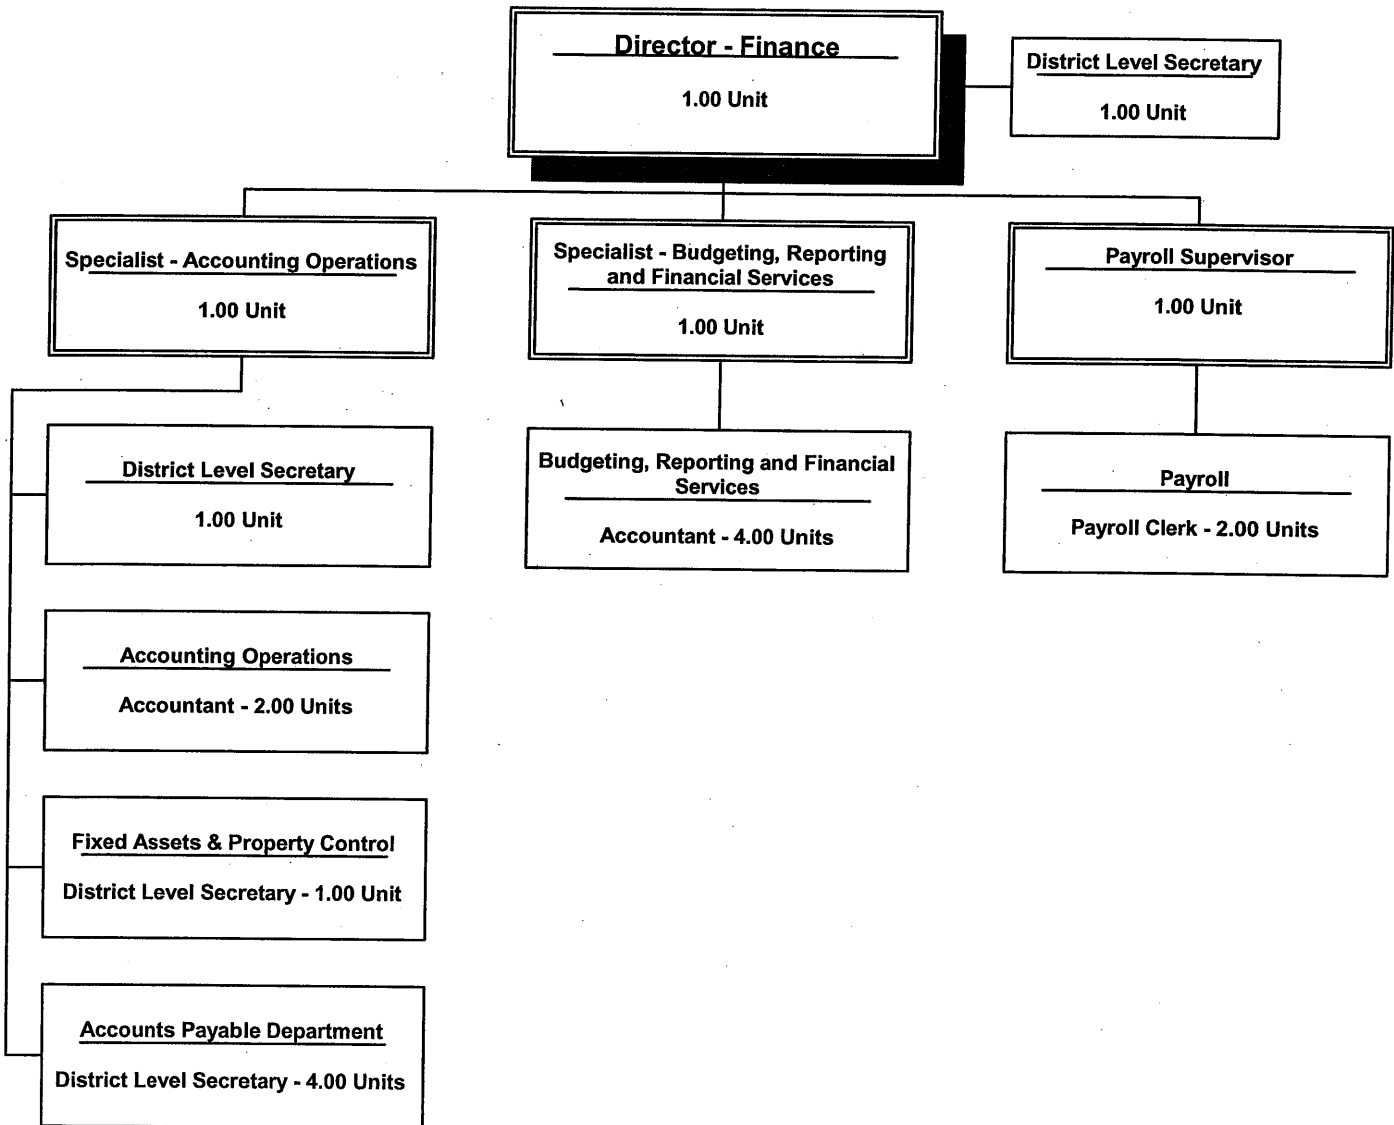 Director - Finance
1.00 Unit
District Level Secretary
1.00 Unit
Specialist - Accounting Operations
1.00 Unit
Specialist - Budgeting, Reporting
and Financial Services
1.00 Unit
Payroll Supervisor
1.00 Unit
District Level Secretary
1.00 Unit
Budgeting, Reporting and Financial
Services
Accountant - 4.00 Units
Payroll
Payroll Clerk - 2.00 Units
Accounting Operations
Accountant - 2.00 Units
Fixed Assets & Property Control
District Level Secretary - 1.00 Unit
Accounts Payable Department
District Level Secretary - 4.00 Units